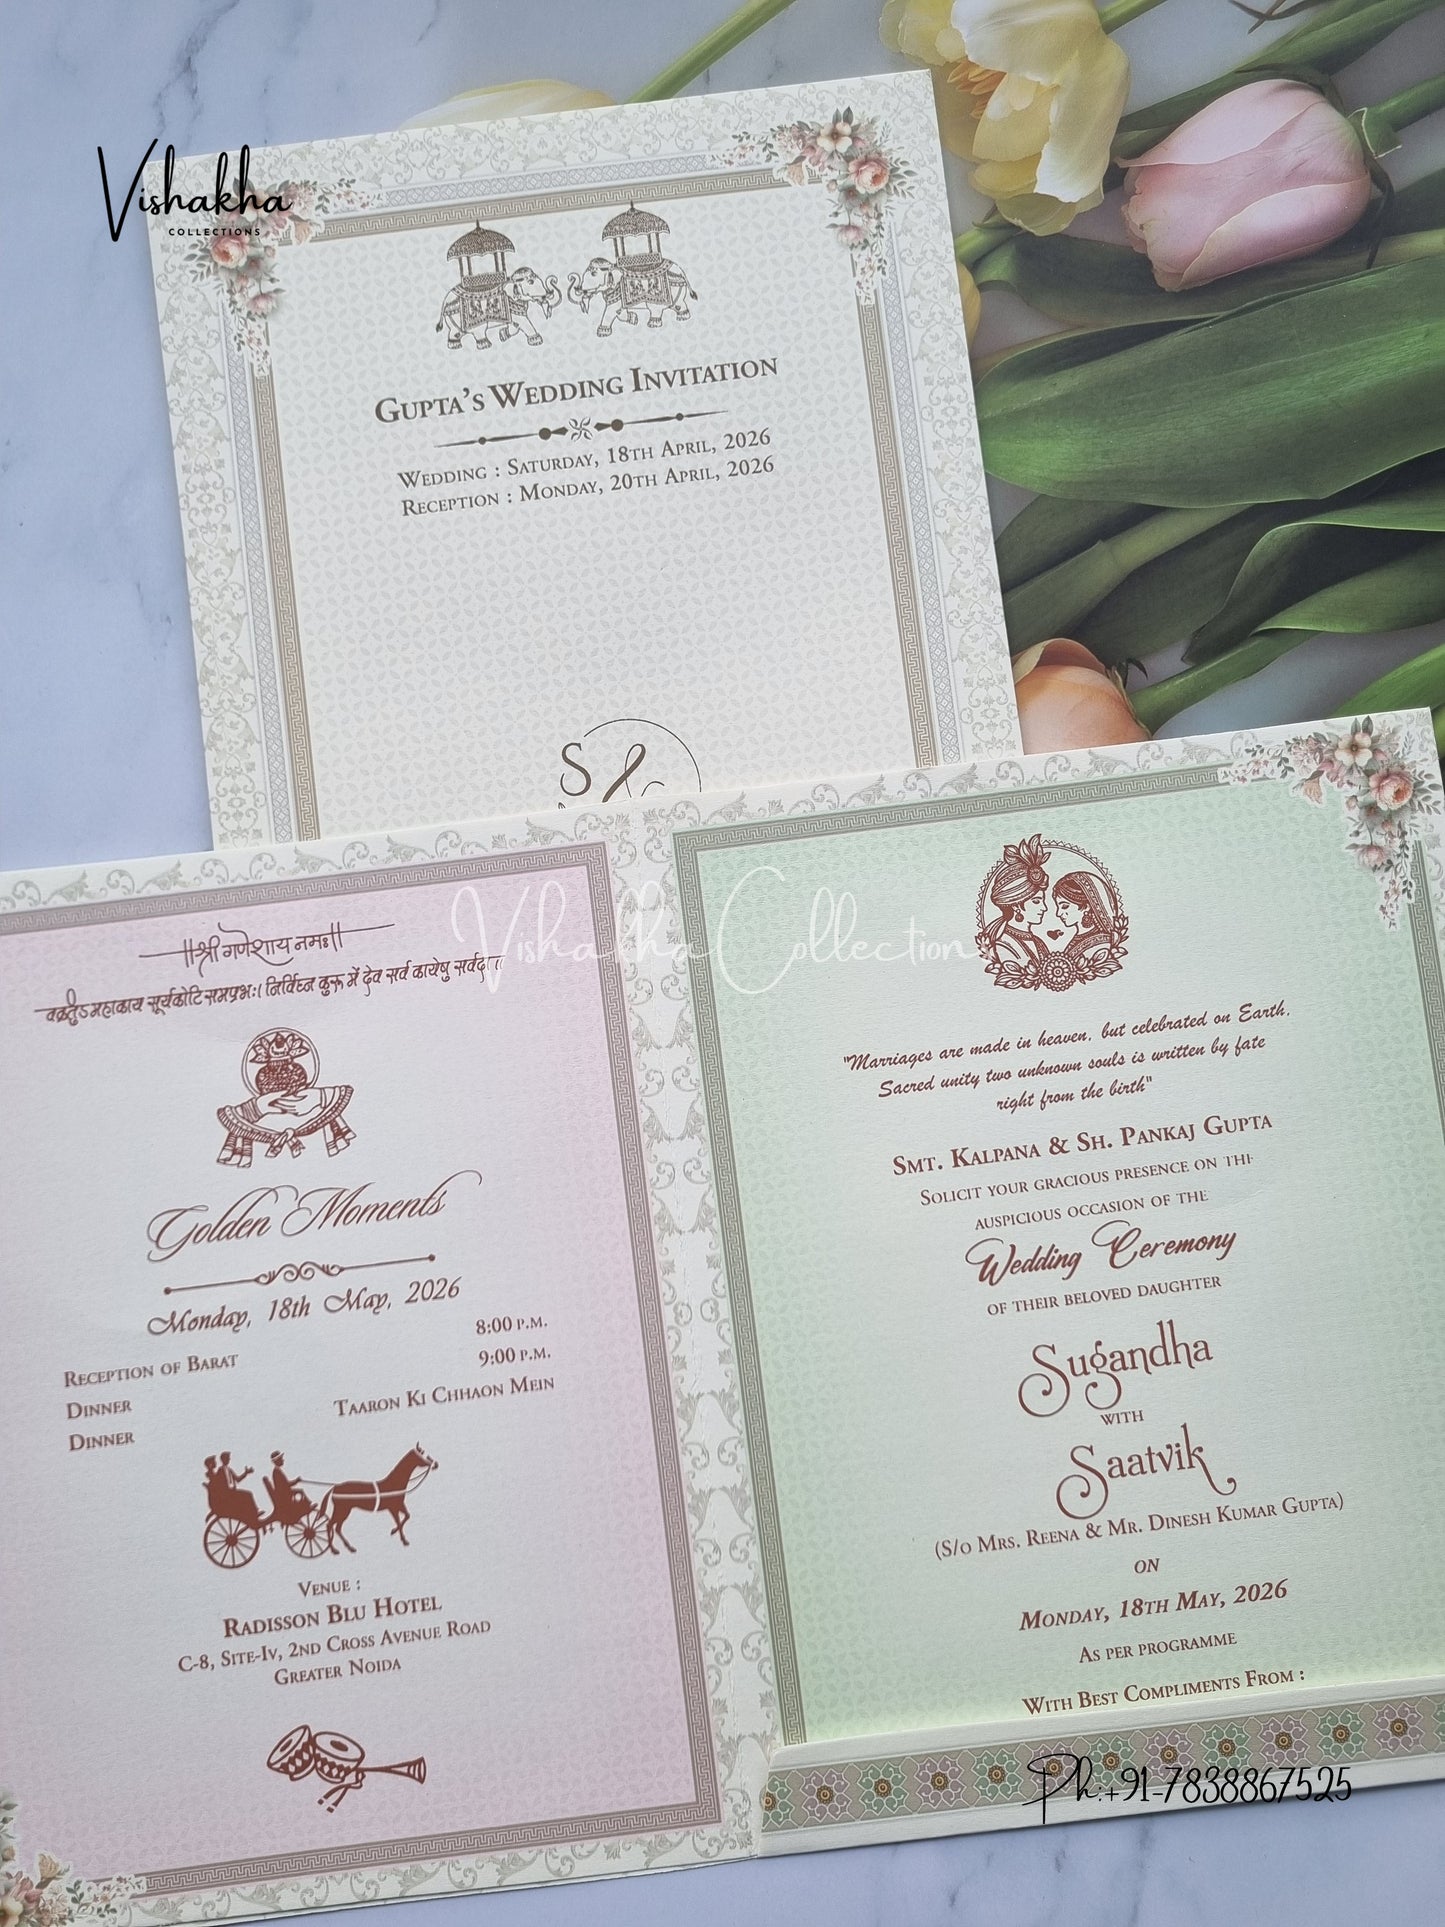 Vishakha
COLLECTIONS
GUPTA'S WEDDING INVITATION
WEDDING : SATURDAY, 18TH APRIL, 2026
RECEPTION : MONDAY, 20TH APRIL, 2026
S &
Vishakha Collection
||श्री गणेशाय नमः||
महाकाय सूर्यकोटि समप्रभः। निर्विघ्न कुरू में देव सर्व कार्येषु सर्वदा
Golden Moments
Monday, 18th May, 2026
RECEPTION OF BARAT 8:00 P.M.
DINNER 9:00 P.M.
DINNER TAARON KI CHHAON MEIN
VENUE :
RADISSON BLU HOTEL
C-8, SITE-IV, 2ND CROSS AVENUE ROAD
GREATER NOIDA
"Marriages are made in heaven, but celebrated on Earth.
Sacred unity two unknown souls is written by fate
right from the birth"
SMT. KALPANA & SH. PANKAJ GUPTA
SOLICIT YOUR GRACIOUS PRESENCE ON THE
AUSPICIOUS OCCASION OF THE
Wedding Ceremony
OF THEIR BELOVED DAUGHTER
Sugandha
WITH
Saatvik
(S/O MRS. REENA & MR. DINESH KUMAR GUPTA)
ON
MONDAY, 18TH MAY, 2026
AS PER PROGRAMME
WITH BEST COMPLIMENTS FROM :
Ph:+91-7838867525